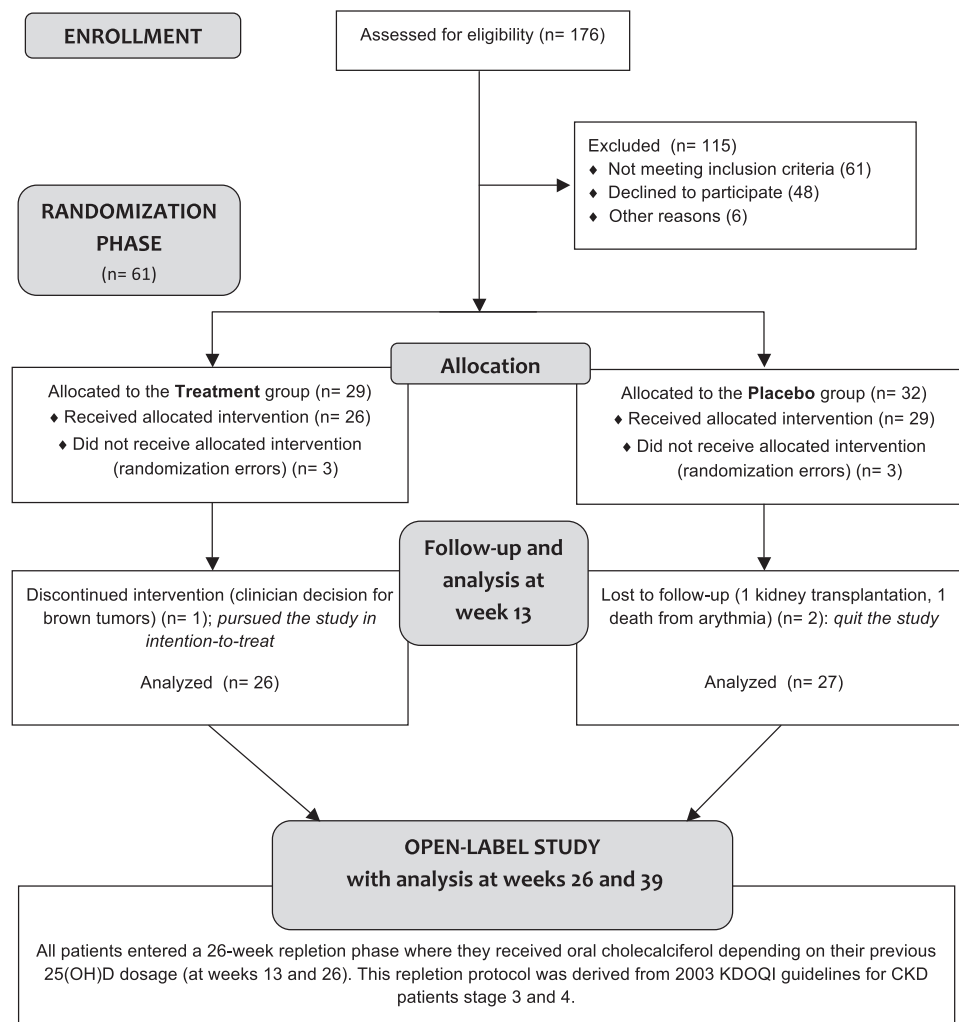 ENROLLMENT
Assessed for eligibility (n= 176)
Excluded (n= 115)
♦ Not meeting inclusion criteria (61)
♦ Declined to participate (48)
♦ Other reasons (6)
RANDOMIZATION
PHASE
(n= 61)
Allocation
Allocated to the Treatment group (n= 29)
♦ Received allocated intervention (n= 26)
♦ Did not receive allocated intervention
(randomization errors) (n= 3)
Allocated to the Placebo group (n= 32)
♦ Received allocated intervention (n= 29)
♦ Did not receive allocated intervention
(randomization errors) (n= 3)
Follow-up and
analysis at
week 13
Discontinued intervention (clinician decision for
brown tumors) (n= 1); pursued the study in
intention-to-treat
Analyzed (n= 26)
Lost to follow-up (1 kidney transplantation, 1
death from arythmia) (n= 2): quit the study
Analyzed (n= 27)
OPEN-LABEL STUDY
with analysis at weeks 26 and 39
All patients entered a 26-week repletion phase where they received oral cholecalciferol depending on their previous
25(OH)D dosage (at weeks 13 and 26). This repletion protocol was derived from 2003 KDOQI guidelines for CKD
patients stage 3 and 4.